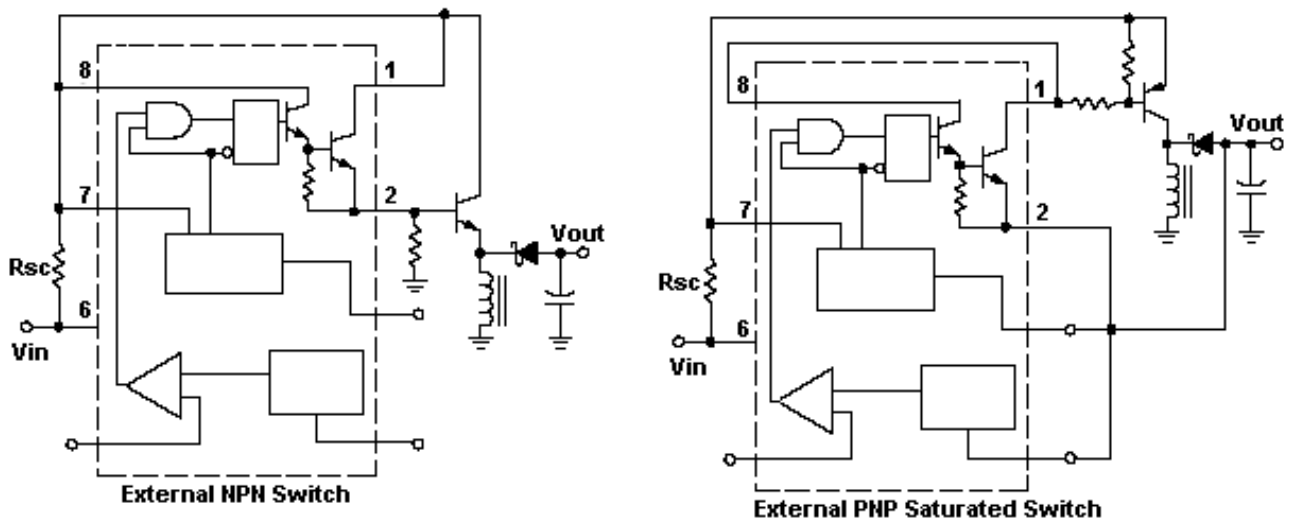 8
1
7
2
Vout
Rsc
6
Vin
External NPN Switch
8
1
Vout
7
2
Rsc
6
Vin
External PNP Saturated Switch